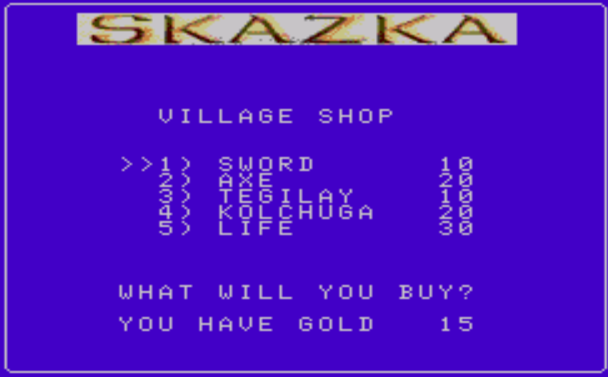 SKAZKA
VILLAGE SHOP
>>1) SWORD 10
2) AXE 20
3) TEGILAY 10
4) KOLCHUGA 20
5) LIFE 30
WHAT WILL YOU BUY?
YOU HAVE GOLD 15